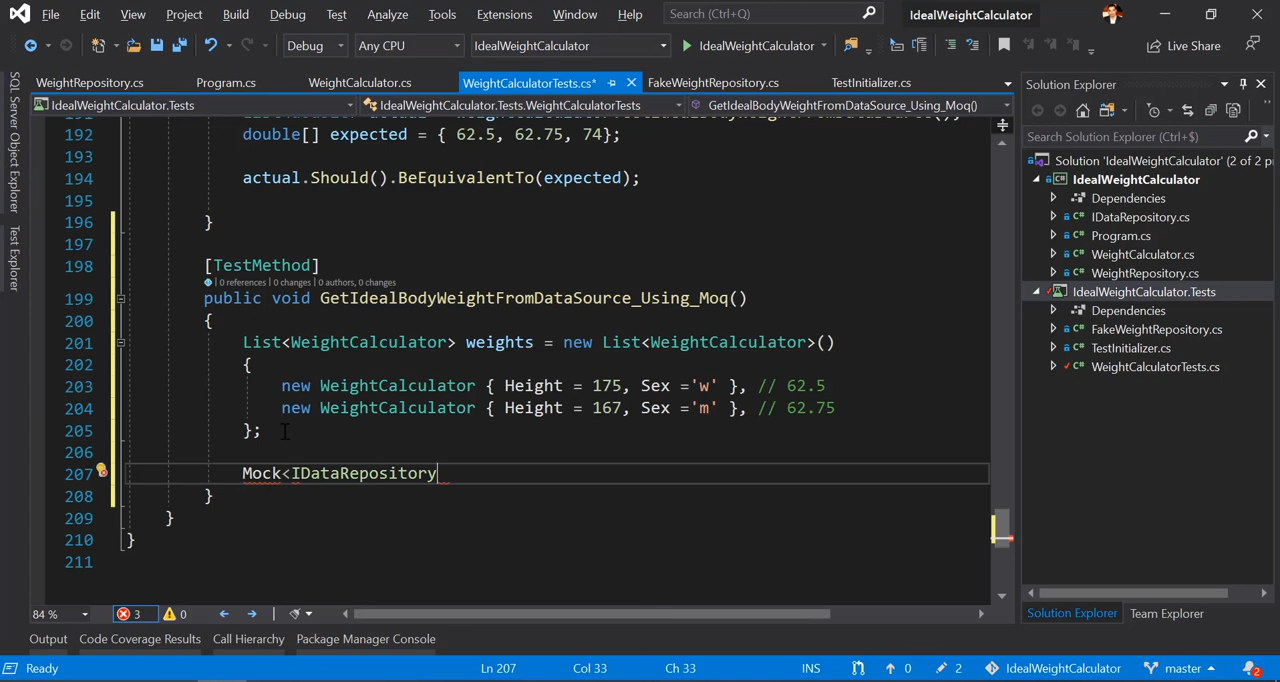 File Edit View Project Build Debug Test Analyze Tools Extensions Window Help Search (Ctrl+Q) IdealWeightCalculator
Debug Any CPU IdealWeightCalculator IdealWeightCalculator Live Share
WeightRepository.cs Program.cs WeightCalculator.cs WeightCalculatorTests.cs* FakeWeightRepository.cs TestInitializer.cs
IdealWeightCalculator.Tests IdealWeightCalculator.Tests.WeightCalculatorTests GetIdealBodyWeightFromDataSource_Using_Moq()
SQL Server Object Explorer
Test Explorer
192 double[] expected = { 62.5, 62.75, 74};
193
194 actual.Should().BeEquivalentTo(expected);
195
196 }
197
198 [TestMethod]
0 references | 0 changes | 0 authors, 0 changes
199 public void GetIdealBodyWeightFromDataSource_Using_Moq()
200 {
201 List<WeightCalculator> weights = new List<WeightCalculator>()
202 {
203 new WeightCalculator { Height = 175, Sex ='w' }, // 62.5
204 new WeightCalculator { Height = 167, Sex ='m' }, // 62.75
205 };
206
207 Mock<IDataRepository
208 }
209 }
210 }
211
84 % 3 0
Output Code Coverage Results Call Hierarchy Package Manager Console
Ready Ln 207 Col 33 Ch 33 INS 0 2 IdealWeightCalculator master 2
Solution Explorer
Search Solution Explorer (Ctrl+$)
Solution 'IdealWeightCalculator' (2 of 2 p
IdealWeightCalculator
Dependencies
IDataRepository.cs
Program.cs
WeightCalculator.cs
WeightRepository.cs
IdealWeightCalculator.Tests
Dependencies
FakeWeightRepository.cs
TestInitializer.cs
WeightCalculatorTests.cs
Solution Explorer Team Explorer